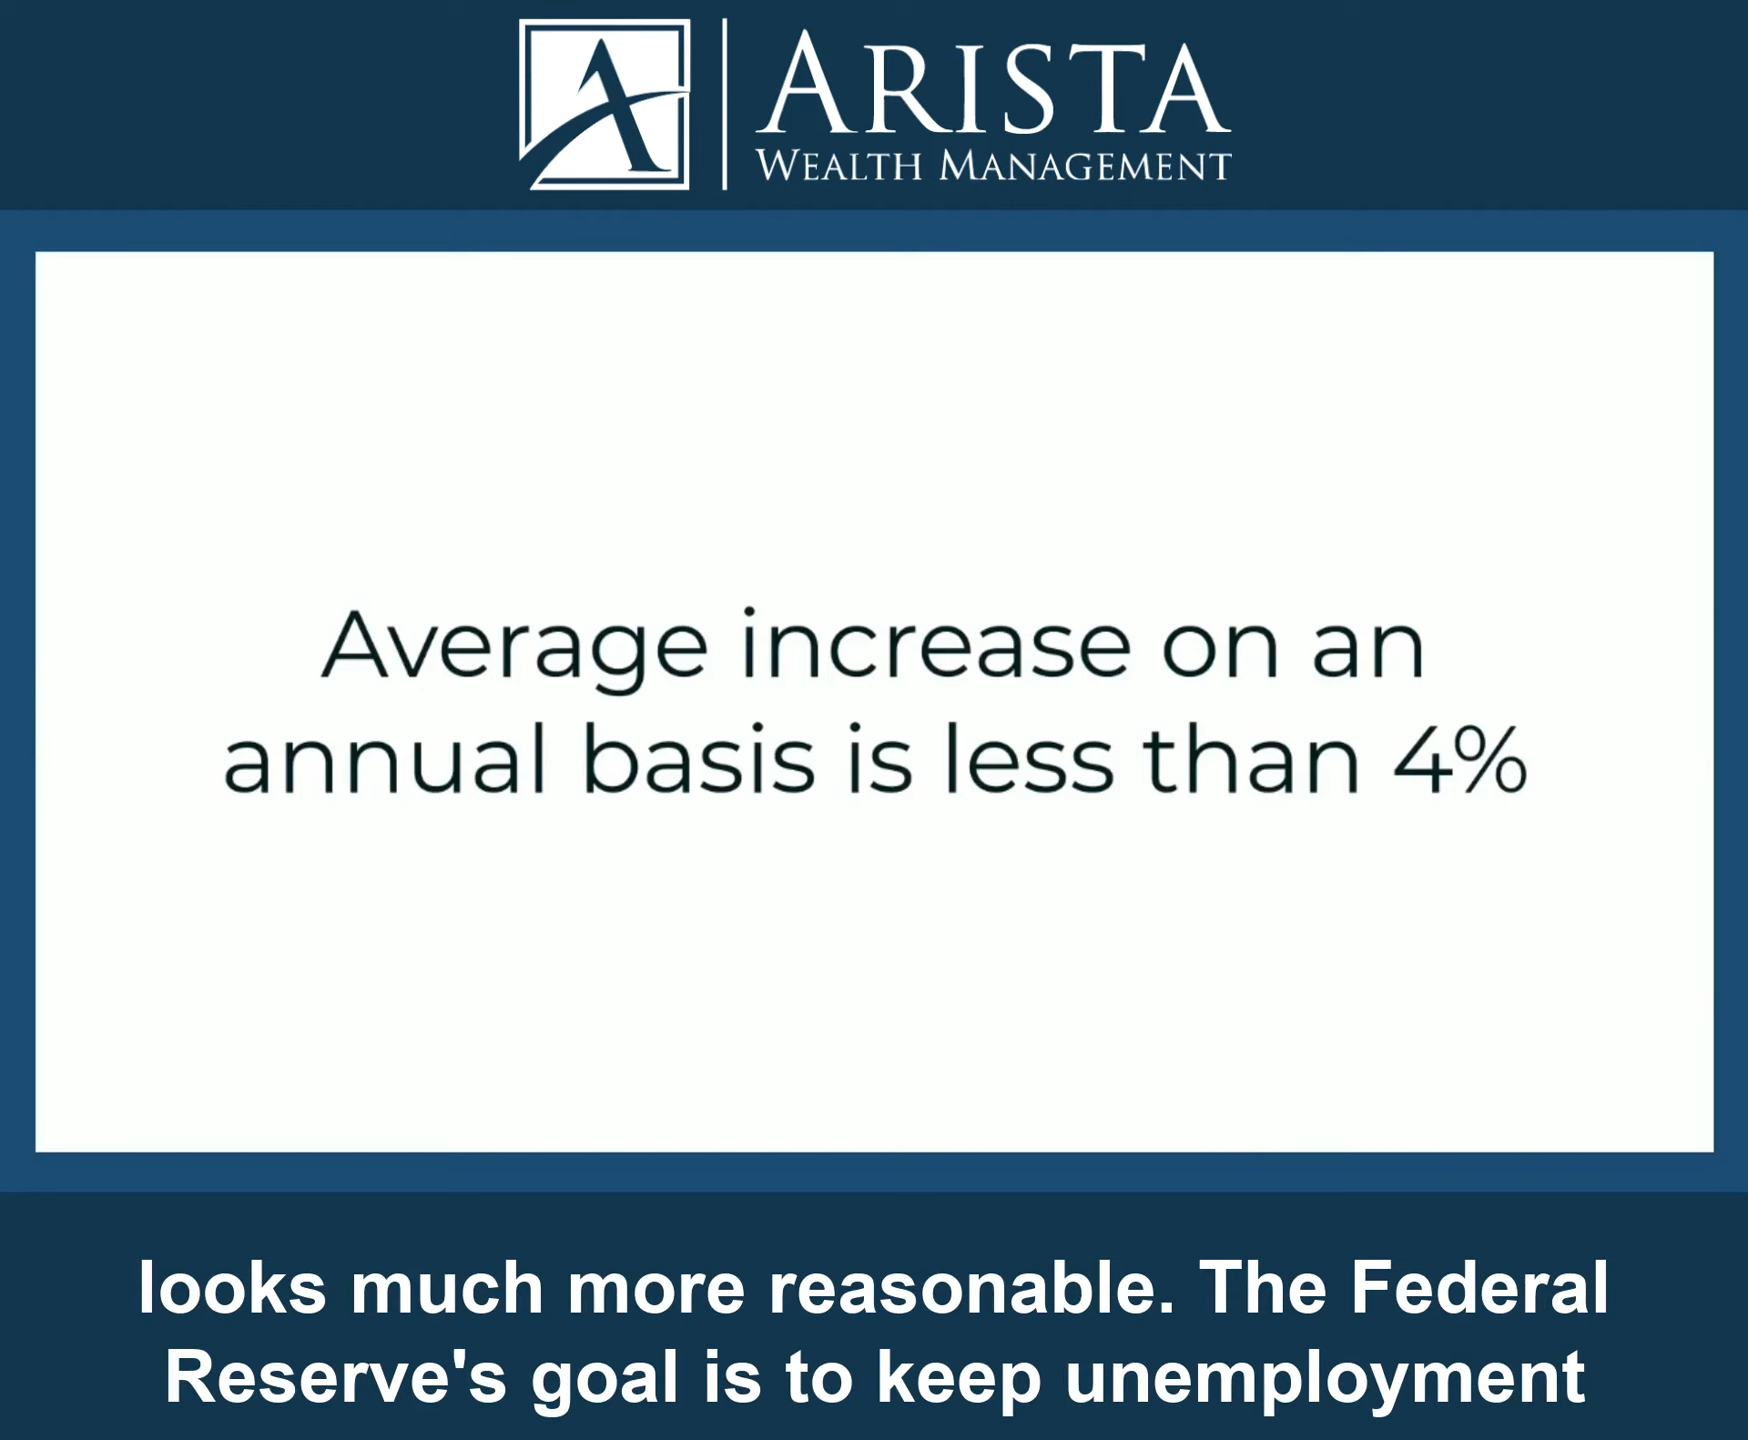 ARISTA
WEALTH MANAGEMENT
Average increase on an
annual basis is less than 4%
looks much more reasonable. The Federal
Reserve's goal is to keep unemployment